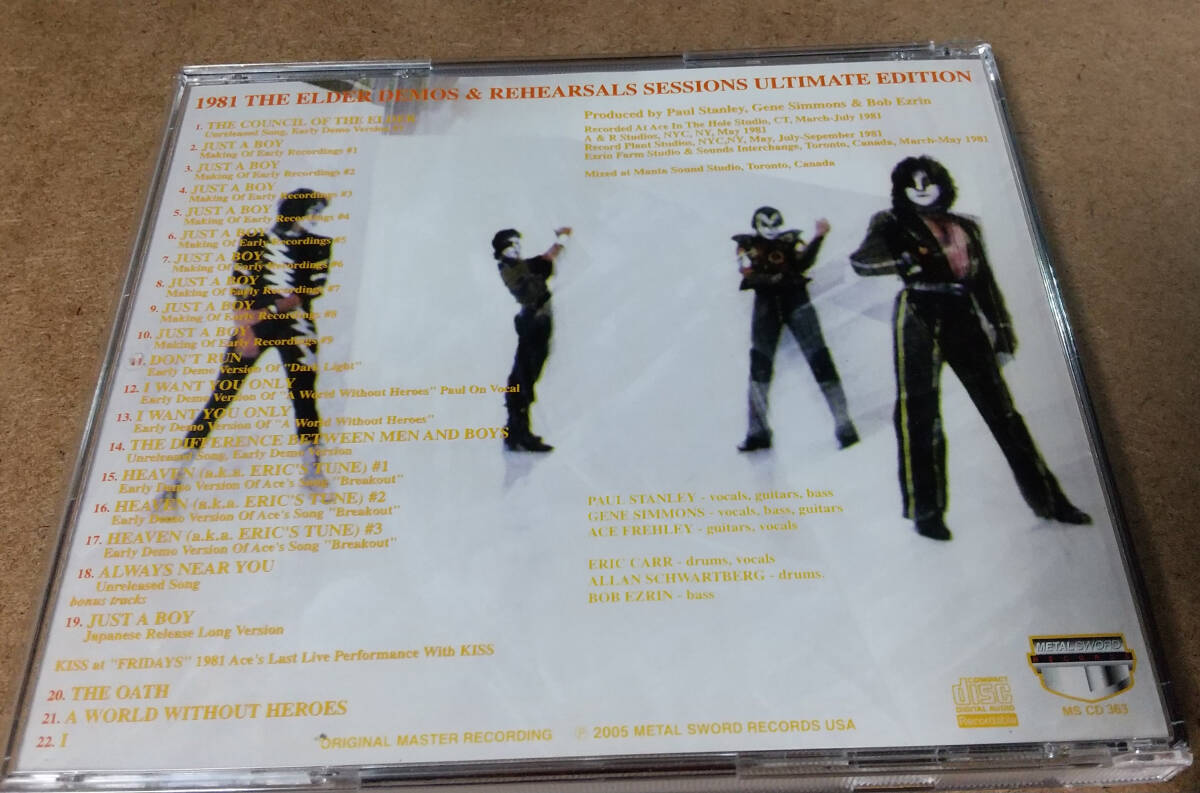 1981 THE ELDER DEMOS & REHEARSALS SESSIONS ULTIMATE EDITION
1. THE COUNCIL OF THE ELDER
Unreleased Song, Early Demo Version
2. JUST A BOY
Making Of Early Recordings #1
3. JUST A BOY
Making Of Early Recordings #2
4. JUST A BOY
Making Of Early Recordings #3
5. JUST A BOY
Making Of Early Recordings #4
6. JUST A BOY
Making Of Early Recordings #5
7. JUST A BOY
Making Of Early Recordings #6
8. JUST A BOY
Making Of Early Recordings #7
9. JUST A BOY
Making Of Early Recordings #8
10. JUST A BOY
Making Of Early Recordings #9
11. DON'T RUN
Early Demo Version Of "Dark Light"
12. I WANT YOU ONLY
Early Demo Version Of "A World Without Heroes" Paul On Vocal
13. I WANT YOU ONLY
Early Demo Version Of "A World Without Heroes"
14. THE DIFFERENCE BETWEEN MEN AND BOYS
Unreleased Song, Early Demo Version
15. HEAVEN (a.k.a. ERIC'S TUNE) #1
Early Demo Version Of Ace's Song "Breakout"
16. HEAVEN (a.k.a. ERIC'S TUNE) #2
Early Demo Version Of Ace's Song "Breakout"
17. HEAVEN (a.k.a. ERIC'S TUNE) #3
Early Demo Version Of Ace's Song "Breakout"
18. ALWAYS NEAR YOU
Unreleased Song
bonus tracks
19. JUST A BOY
Japanese Release Long Version
KISS at "FRIDAYS" 1981 Ace's Last Live Performance With KISS
20. THE OATH
21. A WORLD WITHOUT HEROES
22. I
Produced by Paul Stanley, Gene Simmons & Bob Ezrin
Recorded At Ace In The Hole Studio, CT, March-July 1981
A & R Studios, NYC, NY, May 1981
Record Plant Studios, NYC,NY, May, July-Sepember 1981
Ezrin Farm Studio & Sounds Interchange, Toronto, Canada, March-May 1981
Mixed at Manta Sound Studio, Toronto, Canada
PAUL STANLEY - vocals, guitars, bass
GENE SIMMONS - vocals, bass, guitars
ACE FREHLEY - guitars, vocals
ERIC CARR - drums, vocals
ALLAN SCHWARTBERG - drums,
BOB EZRIN - bass
ORIGINAL MASTER RECORDING ℗ 2005 METAL SWORD RECORDS USA
COMPACT
disc
DIGITAL AUDIO
Recordable
METAL SWORD
RECORDS
MS CD 363